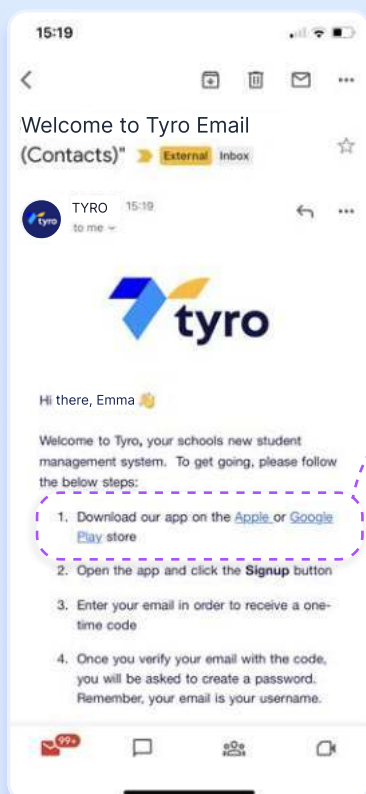 15:19
Welcome to Tyro Email
(Contacts)" External Inbox
TYRO 15:19
tyro
to me
tyro
Hi there, Emma 👋
Welcome to Tyro, your schools new student
management system. To get going, please follow
the below steps:
1. Download our app on the Apple or Google
Play store
2. Open the app and click the Signup button
3. Enter your email in order to receive a one-
time code
4. Once you verify your email with the code,
you will be asked to create a password.
Remember, your email is your username.
99+